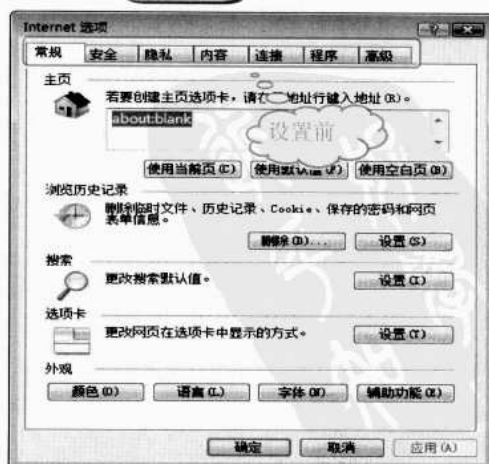 Internet 选项
常规 安全 隐私 内容 连接 程序 高级
主页
若要创建主页选项卡，请在 地址行键入地址(R)。
about:blank
设置前
使用当前页(C) 使用默认值(F) 使用空白页(B)
浏览历史记录
删除临时文件、历史记录、Cookie、保存的密码和网页
表单信息。
删除(D)... 设置(S)
搜索
更改搜索默认值。
设置(I)
选项卡
更改网页在选项卡中显示的方式。
设置(T)
外观
颜色(O) 语言(L) 字体(N) 辅助功能(E)
确定 取消 应用(A)